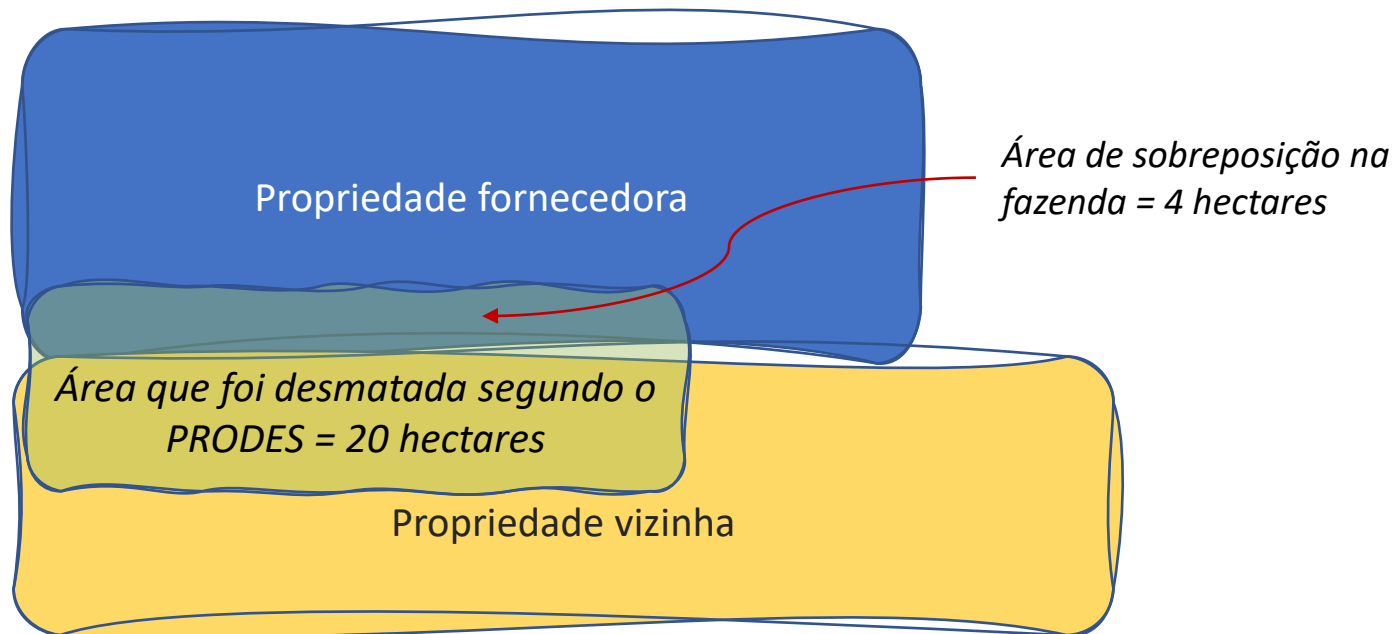 Propriedade fornecedora
Área de sobreposição na
fazenda = 4 hectares
Área que foi desmatada segundo o
PRODES = 20 hectares
Propriedade vizinha